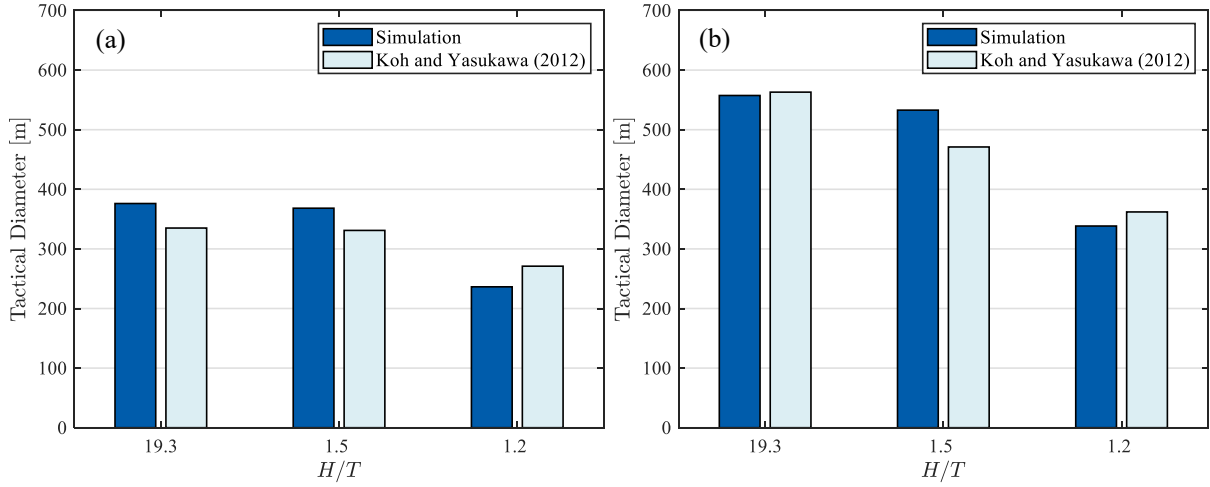 (a)
Simulation
Koh and Yasukawa (2012)
Tactical Diameter [m]
700
600
500
400
300
200
100
0
19.3
1.5
1.2
H/T
(b)
Simulation
Koh and Yasukawa (2012)
Tactical Diameter [m]
700
600
500
400
300
200
100
0
19.3
1.5
1.2
H/T